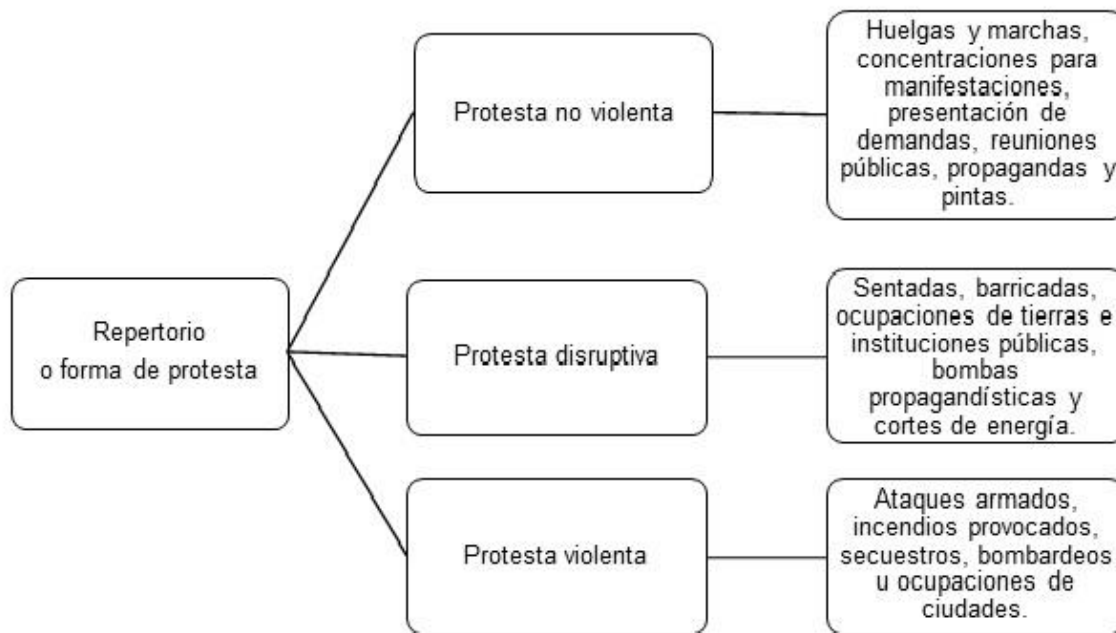 Repertorio
o forma de protesta
Protesta no violenta
Huelgas y marchas,
concentraciones para
manifestaciones,
presentación de
demandas, reuniones
públicas, propagandas y
pintas.
Protesta disruptiva
Sentadas, barricadas,
ocupaciones de tierras e
instituciones públicas,
bombas
propagandísticas y
cortes de energía.
Protesta violenta
Ataques armados,
incendios provocados,
secuestros, bombardeos
u ocupaciones de
ciudades.